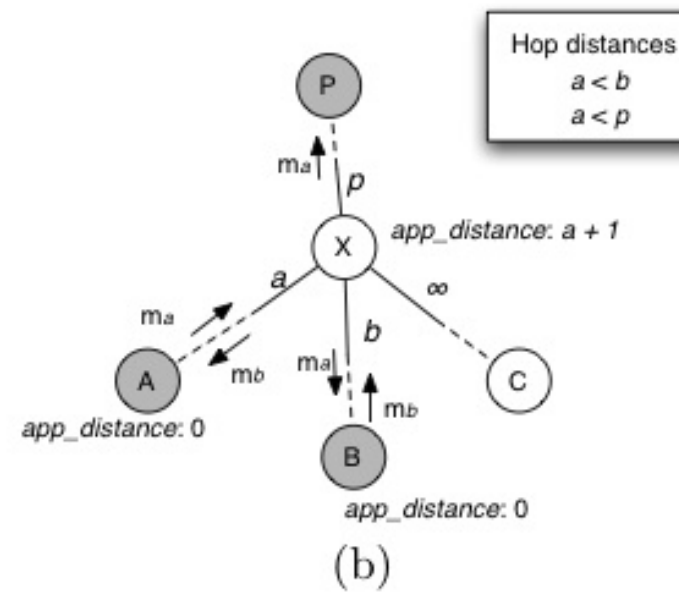 Hop distances
a < b
a < p
P
ma
p
X
app_distance: a + 1
a
∞
ma
b
ma
mb
A
C
mb
app_distance: 0
B
app_distance: 0
(b)